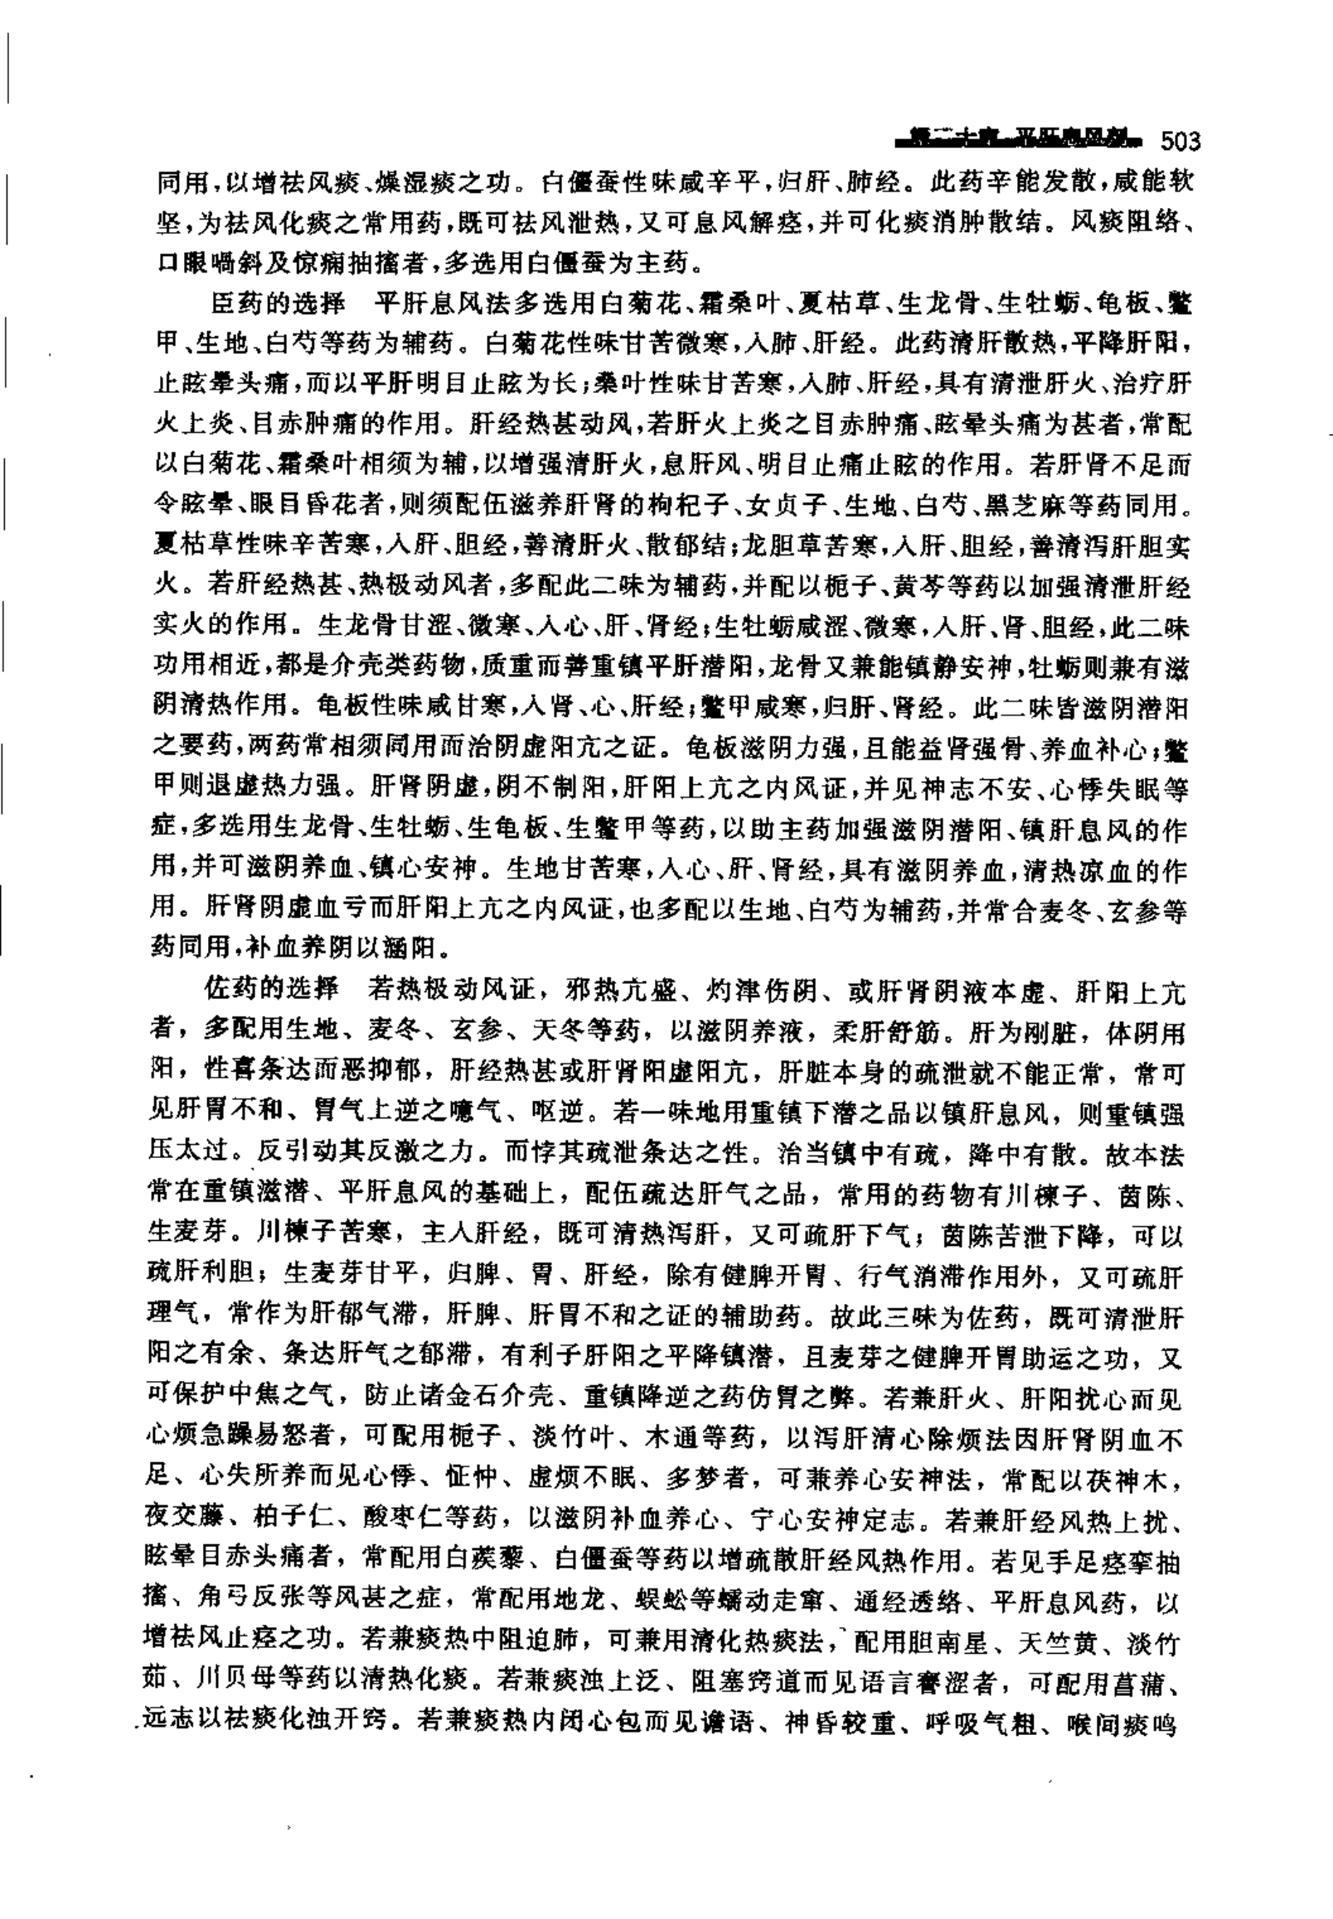 第二十章 平肝息风剂 503
同用，以增祛风痰、燥湿痰之功。白僵蚕性味咸辛平，归肝、肺经。此药辛能发散，咸能软
坚，为祛风化痰之常用药，既可祛风泄热，又可息风解痉，并可化痰消肿散结。风痰阻络、
口眼㖞斜及惊痫抽搐者，多选用白僵蚕为主药。
臣药的选择 平肝息风法多选用白菊花、霜桑叶、夏枯草、生龙骨、生牡蛎、龟板、鳖
甲、生地、白芍等药为辅药。白菊花性味甘苦微寒，入肺、肝经。此药清肝散热，平降肝阳，
止眩晕头痛，而以平肝明目止眩为长；桑叶性味甘苦寒，入肺、肝经，具有清泄肝火、治疗肝
火上炎、目赤肿痛的作用。肝经热甚动风，若肝火上炎之目赤肿痛、眩晕头痛为甚者，常配
以白菊花、霜桑叶相须为辅，以增强清肝火，息肝风、明目止痛止眩的作用。若肝肾不足而
令眩晕、眼目昏花者，则须配伍滋养肝肾的枸杞子、女贞子、生地、白芍、黑芝麻等药同用。
夏枯草性味辛苦寒，入肝、胆经，善清肝火、散郁结；龙胆草苦寒，入肝、胆经，善清泻肝胆实
火。若肝经热甚、热极动风者，多配此二味为辅药，并配以栀子、黄芩等药以加强清泄肝经
实火的作用。生龙骨甘涩、微寒、入心、肝、肾经；生牡蛎咸涩、微寒，入肝、肾、胆经，此二味
功用相近，都是介壳类药物，质重而善重镇平肝潜阳，龙骨又兼能镇静安神，牡蛎则兼有滋
阴清热作用。龟板性味咸甘寒，入肾、心、肝经；鳖甲咸寒，归肝、肾经。此二味皆滋阴潜阳
之要药，两药常相须同用而治阴虚阳亢之证。龟板滋阴力强，且能益肾强骨、养血补心；鳖
甲则退虚热力强。肝肾阴虚，阴不制阳，肝阳上亢之内风证，并见神志不安、心悸失眠等
症，多选用生龙骨、生牡蛎、生龟板、生鳖甲等药，以助主药加强滋阴潜阳、镇肝息风的作
用，并可滋阴养血、镇心安神。生地甘苦寒，入心、肝、肾经，具有滋阴养血，清热凉血的作
用。肝肾阴虚血亏而肝阳上亢之内风证，也多配以生地、白芍为辅药，并常合麦冬、玄参等
药同用，补血养阴以涵阳。
佐药的选择 若热极动风证，邪热亢盛、灼津伤阴、或肝肾阴液本虚、肝阳上亢
者，多配用生地、麦冬、玄参、天冬等药，以滋阴养液，柔肝舒筋。肝为刚脏，体阴用
阳，性喜条达而恶抑郁，肝经热甚或肝肾阳虚阳亢，肝脏本身的疏泄就不能正常，常可
见肝胃不和、胃气上逆之噫气、呕逆。若一味地用重镇下潜之品以镇肝息风，则重镇强
压太过。反引动其反激之力。而悖其疏泄条达之性。治当镇中有疏，降中有散。故本法
常在重镇滋潜、平肝息风的基础上，配伍疏达肝气之品，常用的药物有川楝子、茵陈、
生麦芽。川楝子苦寒，主人肝经，既可清热泻肝，又可疏肝下气；茵陈苦泄下降，可以
疏肝利胆；生麦芽甘平，归脾、胃、肝经，除有健脾开胃、行气消滞作用外，又可疏肝
理气，常作为肝郁气滞，肝脾、肝胃不和之证的辅助药。故此三味为佐药，既可清泄肝
阳之有余、条达肝气之郁滞，有利子肝阳之平降镇潜，且麦芽之健脾开胃助运之功，又
可保护中焦之气，防止诸金石介壳、重镇降逆之药仿胃之弊。若兼肝火、肝阳扰心而见
心烦急躁易怒者，可配用栀子、淡竹叶、木通等药，以泻肝清心除烦法因肝肾阴血不
足、心失所养而见心悸、怔忡、虚烦不眠、多梦者，可兼养心安神法，常配以茯神木，
夜交藤、柏子仁、酸枣仁等药，以滋阴补血养心、宁心安神定志。若兼肝经风热上扰、
眩晕目赤头痛者，常配用白蒺藜、白僵蚕等药以增疏散肝经风热作用。若见手足痉挛抽
搐、角弓反张等风甚之症，常配用地龙、蜈蚣等蠕动走窜、通经透络、平肝息风药，以
增祛风止痉之功。若兼痰热中阻迫肺，可兼用清化热痰法，配用胆南星、天竺黄、淡竹
茹、川贝母等药以清热化痰。若兼痰浊上泛、阻塞窍道而见语言謇涩者，可配用菖蒲、
远志以祛痰化浊开窍。若兼痰热内闭心包而见谵语、神昏较重、呼吸气粗、喉间痰鸣